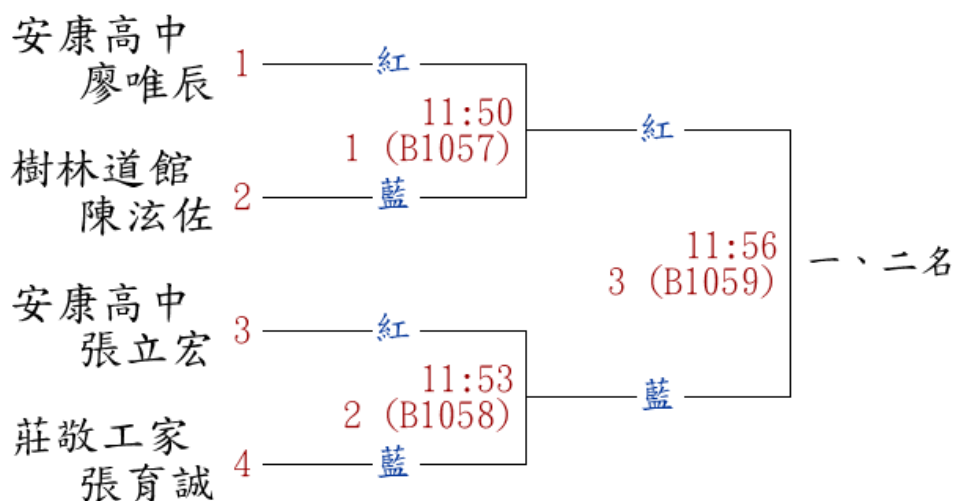 安康高中
廖唯辰
1
紅
11:50
1 (B1057)
紅
樹林道館
陳泫佐
2
藍
11:56
3 (B1059)
一、二名
安康高中
張立宏
3
紅
11:53
2 (B1058)
藍
莊敬工家
張育誠
4
藍